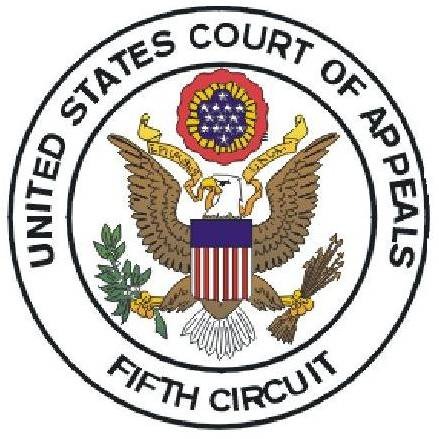 UNITED STATES COURT OF APPEALS
FIFTH CIRCUIT